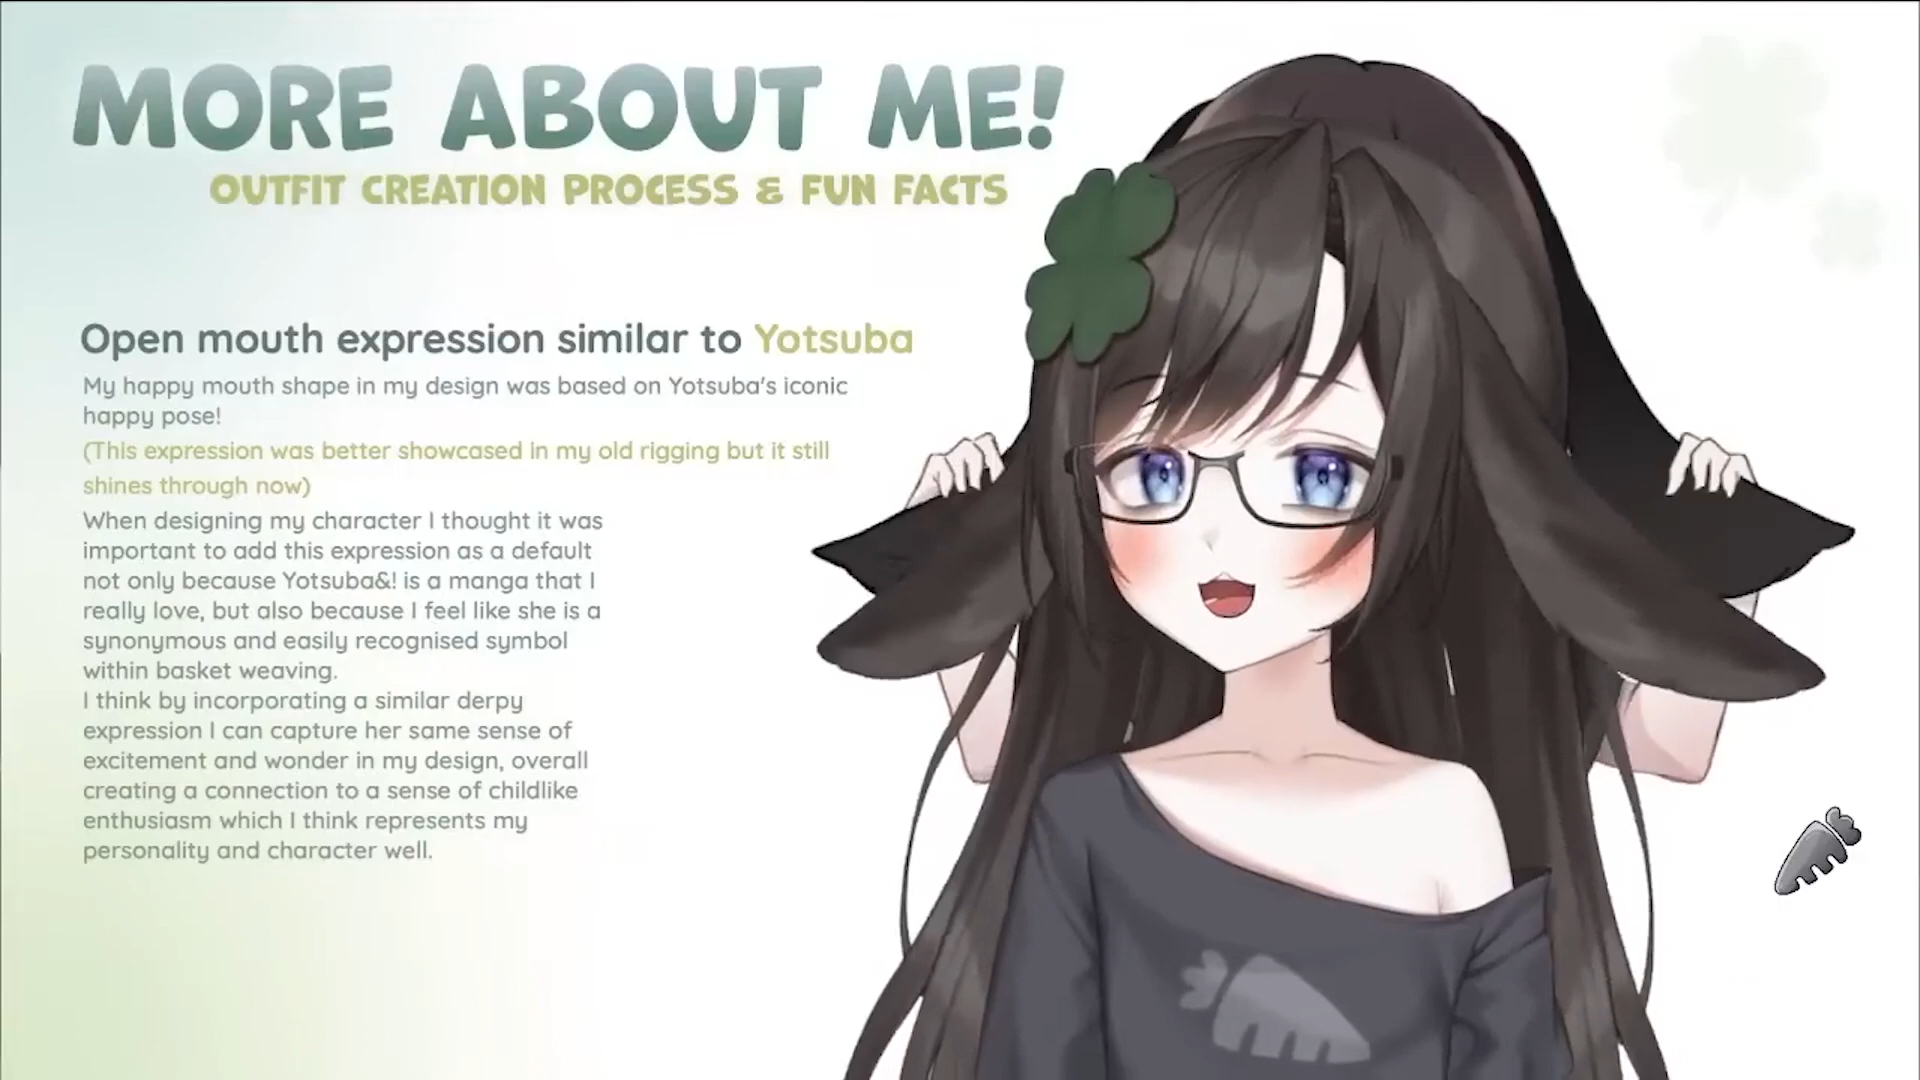 MORE ABOUT ME!
OUTFIT CREATION PROCESS & FUN FACTS
Open mouth expression similar to Yotsuba
My happy mouth shape in my design was based on Yotsuba's iconic
happy pose!
(This expression was better showcased in my old rigging but it still
shines through now)
When designing my character I thought it was
important to add this expression as a default
not only because Yotsuba&! is a manga that I
really love, but also because I feel like she is a
synonymous and easily recognised symbol
within basket weaving.
I think by incorporating a similar derpy
expression I can capture her same sense of
excitement and wonder in my design, overall
creating a connection to a sense of childlike
enthusiasm which I think represents my
personality and character well.